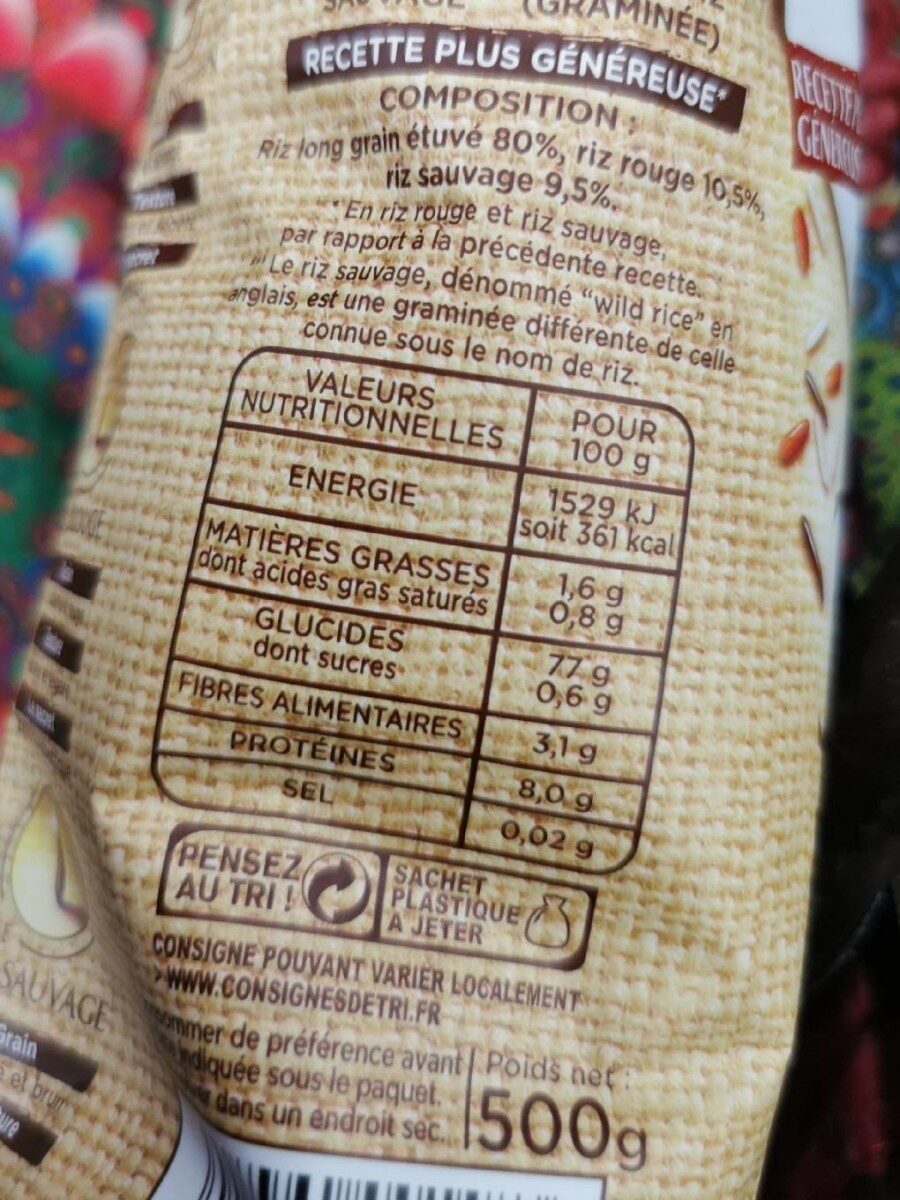 (GRAMINÉE)
RECETTE PLUS GÉNÉREUSE*
COMPOSITION :
Riz long grain étuvé 80%, riz rouge 10,5%,
riz sauvage 9,5%.
*En riz rouge et riz sauvage,
par rapport à la précédente recette.
Le riz sauvage, dénommé "wild rice" en
anglais, est une graminée différente de celle
connue sous le nom de riz.
VALEURS
NUTRITIONNELLES
POUR
100 g
ENERGIE
1529 kJ
soit 361 kcal
MATIÈRES GRASSES
dont acides gras saturés
1,6 g
0,8 g
GLUCIDES
dont sucres
77 g
0,6 g
FIBRES ALIMENTAIRES
3,1 g
PROTÉINES
8,0 g
SEL
0,02 g
PENSEZ
AU TRI !
SACHET
PLASTIQUE
À JETER
CONSIGNE POUVANT VARIER LOCALEMENT
>WWW.CONSIGNESDETRI.FR
de préférence avant
sous le paquet.
dans un endroit sec.
Poids net :
500g
SAUVAGE
Grain
et brun